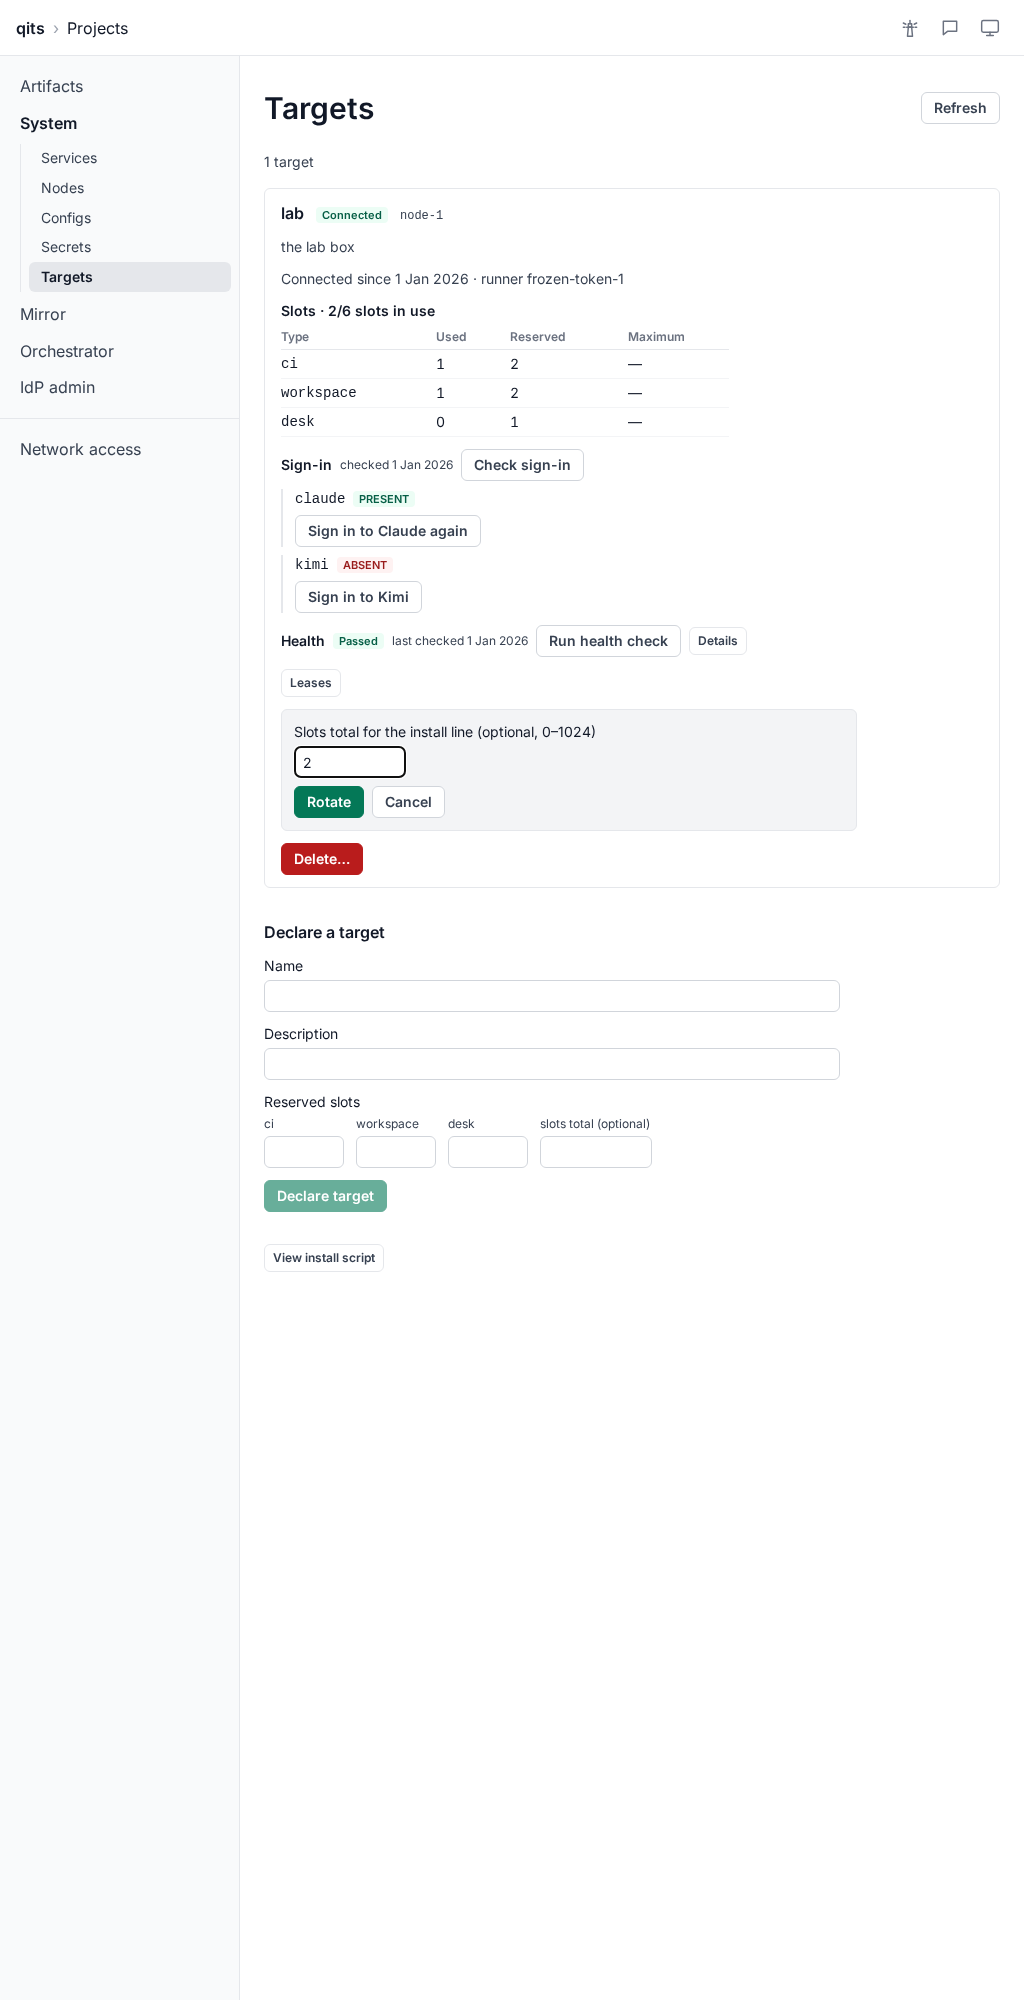 qits › Projects
Artifacts
System
Services
Nodes
Configs
Secrets
Targets
Mirror
Orchestrator
IdP admin
Network access
Targets
Refresh
1 target
lab Connected node-1
the lab box
Connected since 1 Jan 2026 · runner frozen-token-1
Slots · 2/6 slots in use
Type Used Reserved Maximum
ci 1 2 —
workspace 1 2 —
desk 0 1 —
Sign-in checked 1 Jan 2026 Check sign-in
claude PRESENT
Sign in to Claude again
kimi ABSENT
Sign in to Kimi
Health Passed last checked 1 Jan 2026 Run health check Details
Leases
Slots total for the install line (optional, 0–1024)
2
Rotate Cancel
Delete...
Declare a target
Name
Description
Reserved slots
ci workspace desk slots total (optional)
Declare target
View install script